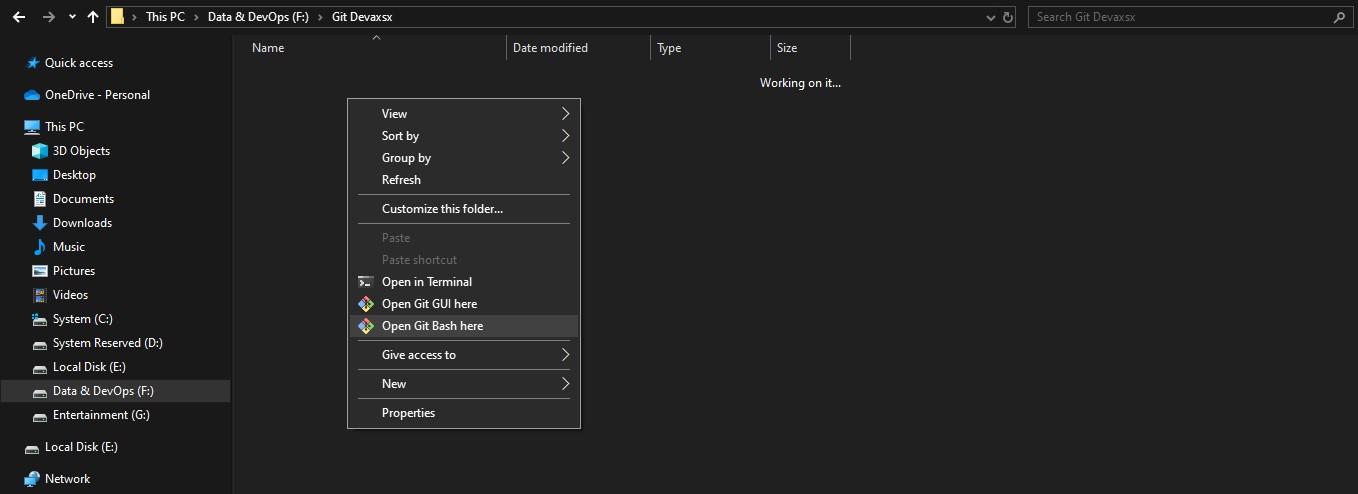 This PC > Data & DevOps (F:) > Git Devaxsx
Search Git Devaxsx
Name Date modified Type Size
Working on it...
Quick access
OneDrive - Personal
This PC
3D Objects
Desktop
Documents
Downloads
Music
Pictures
Videos
System (C:)
System Reserved (D:)
Local Disk (E:)
Data & DevOps (F:)
Entertainment (G:)
Local Disk (E:)
Network
View
Sort by
Group by
Refresh
Customize this folder...
Paste
Paste shortcut
Open in Terminal
Open Git GUI here
Open Git Bash here
Give access to
New
Properties